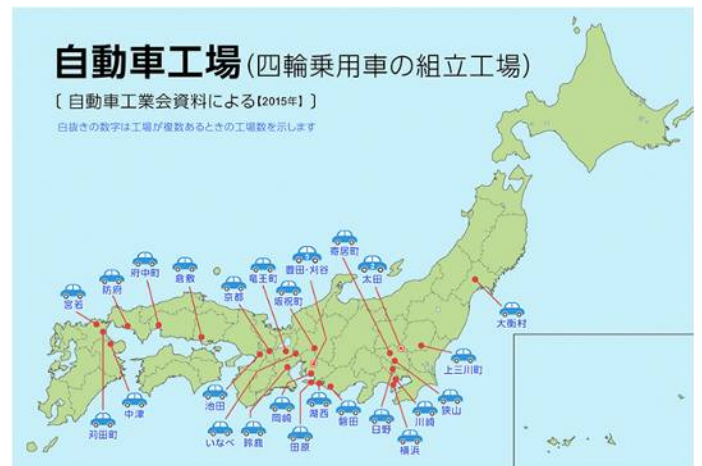 自動車工場(四輪乗用車の組立工場)
〔 自動車工業会資料による【2015年】 〕
白抜きの数字は工場が複数あるときの工場数を示します
寄居町
豊田・刈谷
太田
竜王町
府中町
倉敷
京都
坂祝町
防府
宮若
大衡村
上三川町
池田
中津
岡崎
湖西
磐田
狭山
日野
川崎
刈田町
いなべ
鈴鹿
田原
横浜